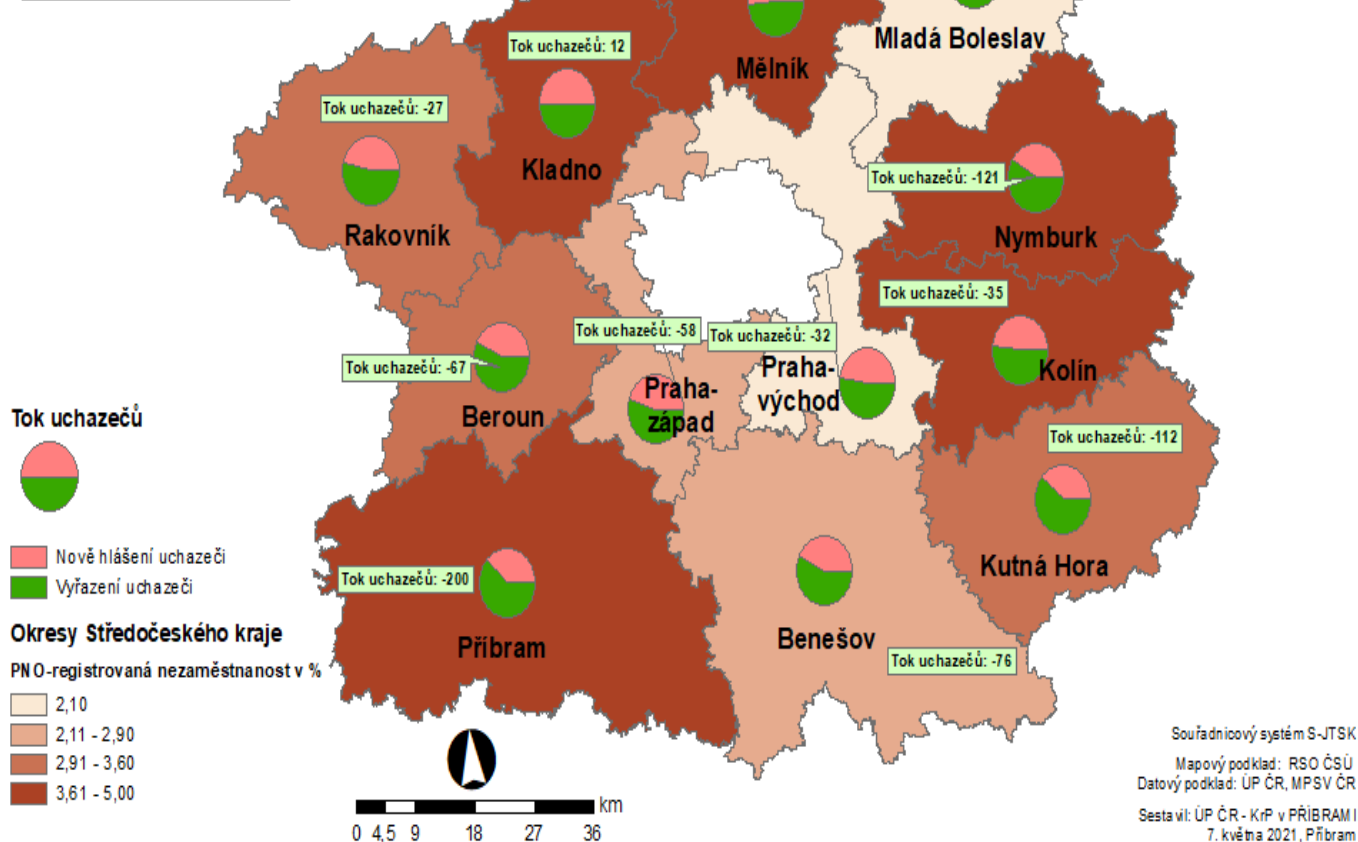 Mladá Boleslav
Tok uchazečů: 12
Mělník
Tok uchazečů: -27
Kladno
Tok uchazečů: -121
Rakovník
Nymburk
Tok uchazečů: -35
Tok uchazečů: -58
Tok uchazečů: -32
Tok uchazečů: -67
Praha-
východ
Kolín
Praha-
západ
Beroun
Tok uchazečů
Tok uchazečů: -112
Nově hlášení uchazeči
Vyřazení uchazeči
Kutná Hora
Tok uchazečů: -200
Příbram
Benešov
Tok uchazečů: -76
Okresy Středočeského kraje
PNO-registrovaná nezaměstnanost v %
2,10
2,11 - 2,90
2,91 - 3,60
3,61 - 5,00
km
0 4,5 9 18 27 36
Souřadnicový systém S-JTSK
Mapový podklad: RSO ČSÚ
Datový podklad: ÚP ČR, MPSV ČR
Sestavil: ÚP ČR - KrP v PŘÍBRAMI
7. května 2021, Příbram